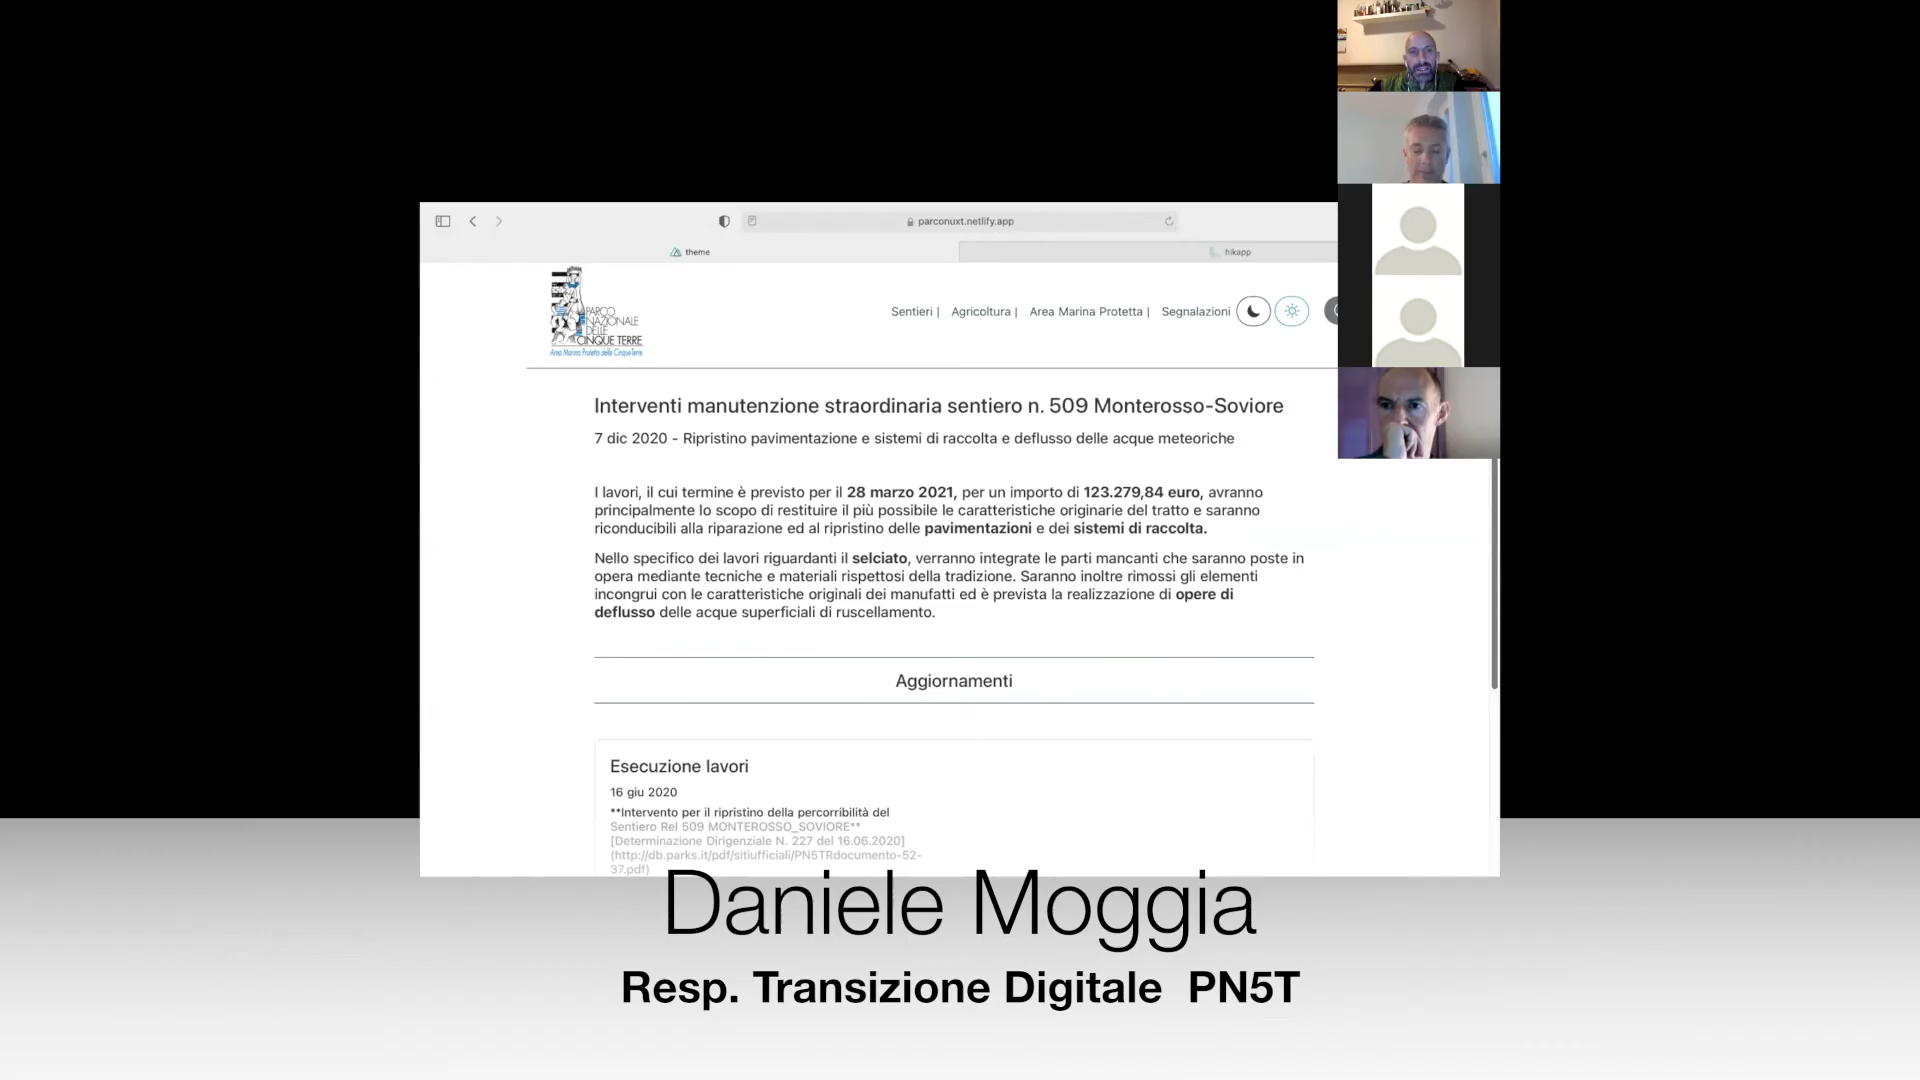 parconuxt.netlify.app
theme
hikapp
PARCO
NAZIONALE
DELLE
CINQUE TERRE
Area Marina Protetta delle Cinque Terre
Sentieri | Agricoltura | Area Marina Protetta | Segnalazioni
Interventi manutenzione straordinaria sentiero n. 509 Monterosso-Soviore
7 dic 2020 - Ripristino pavimentazione e sistemi di raccolta e deflusso delle acque meteoriche
I lavori, il cui termine è previsto per il 28 marzo 2021, per un importo di 123.279,84 euro, avranno
principalmente lo scopo di restituire il più possibile le caratteristiche originarie del tratto e saranno
riconducibili alla riparazione ed al ripristino delle pavimentazioni e dei sistemi di raccolta.
Nello specifico dei lavori riguardanti il selciato, verranno integrate le parti mancanti che saranno poste in
opera mediante tecniche e materiali rispettosi della tradizione. Saranno inoltre rimossi gli elementi
incongrui con le caratteristiche originali dei manufatti ed è prevista la realizzazione di opere di
deflusso delle acque superficiali di ruscellamento.
Aggiornamenti
Esecuzione lavori
16 giu 2020
**Intervento per il ripristino della percorribilità del
Sentiero Rel 509 MONTEROSSO_SOVIORE**
[Determinazione Dirigenziale N. 227 del 16.06.2020]
(http://db.parks.it/pdf/sitiufficiali/PN5TRdocumento-52-
37.pdf)
Daniele Moggia
Resp. Transizione Digitale PN5T